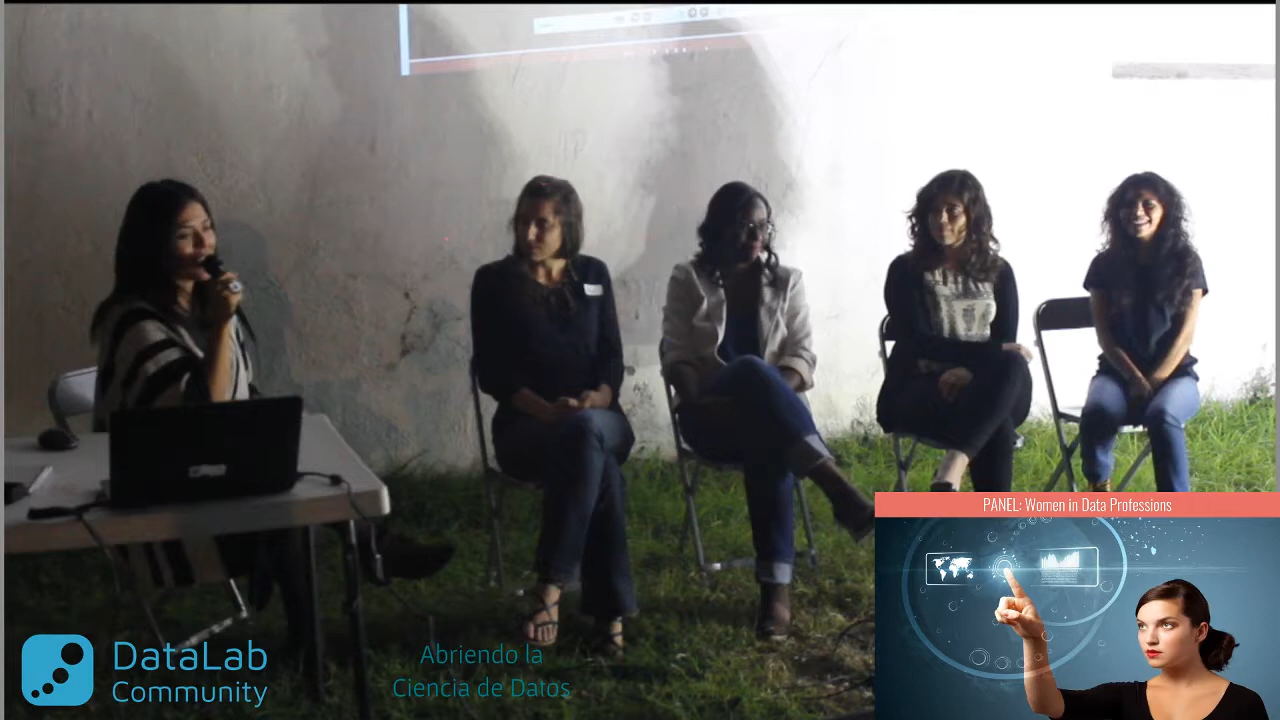 PANEL: Women in Data Professions
DataLab
Community
Abriendo la
Ciencia de Datos